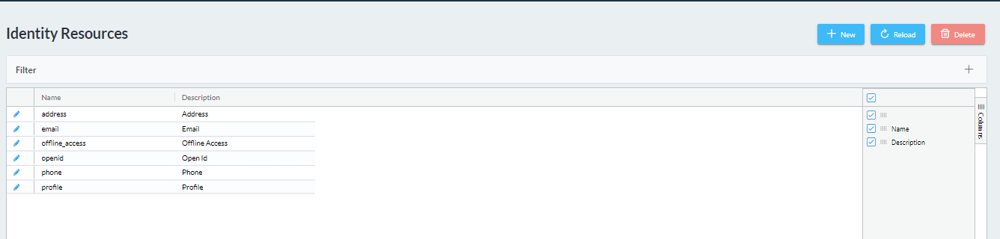 Identity Resources
New Reload Delete
Filter
Name Description
address Address
email Email
offline_access Offline Access
openid Open Id
phone Phone
profile Profile
Name
Description
Columns